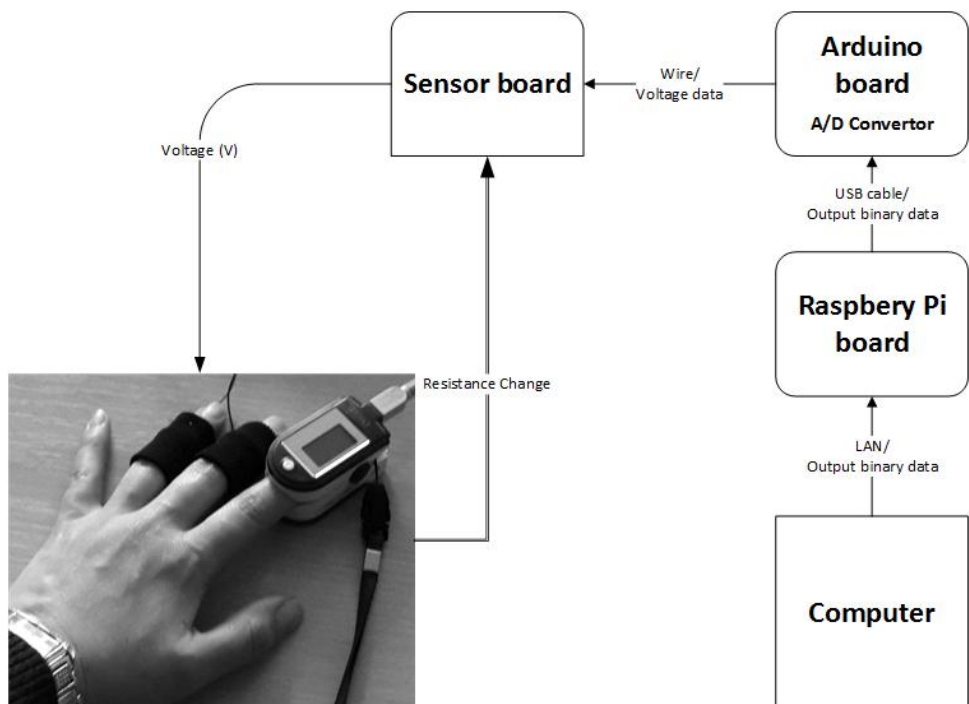 Sensor board
Wire/
Voltage data
Arduino
board
A/D Convertor
Voltage (V)
USB cable/
Output binary data
Raspbery Pi
board
Resistance Change
LAN/
Output binary data
Computer